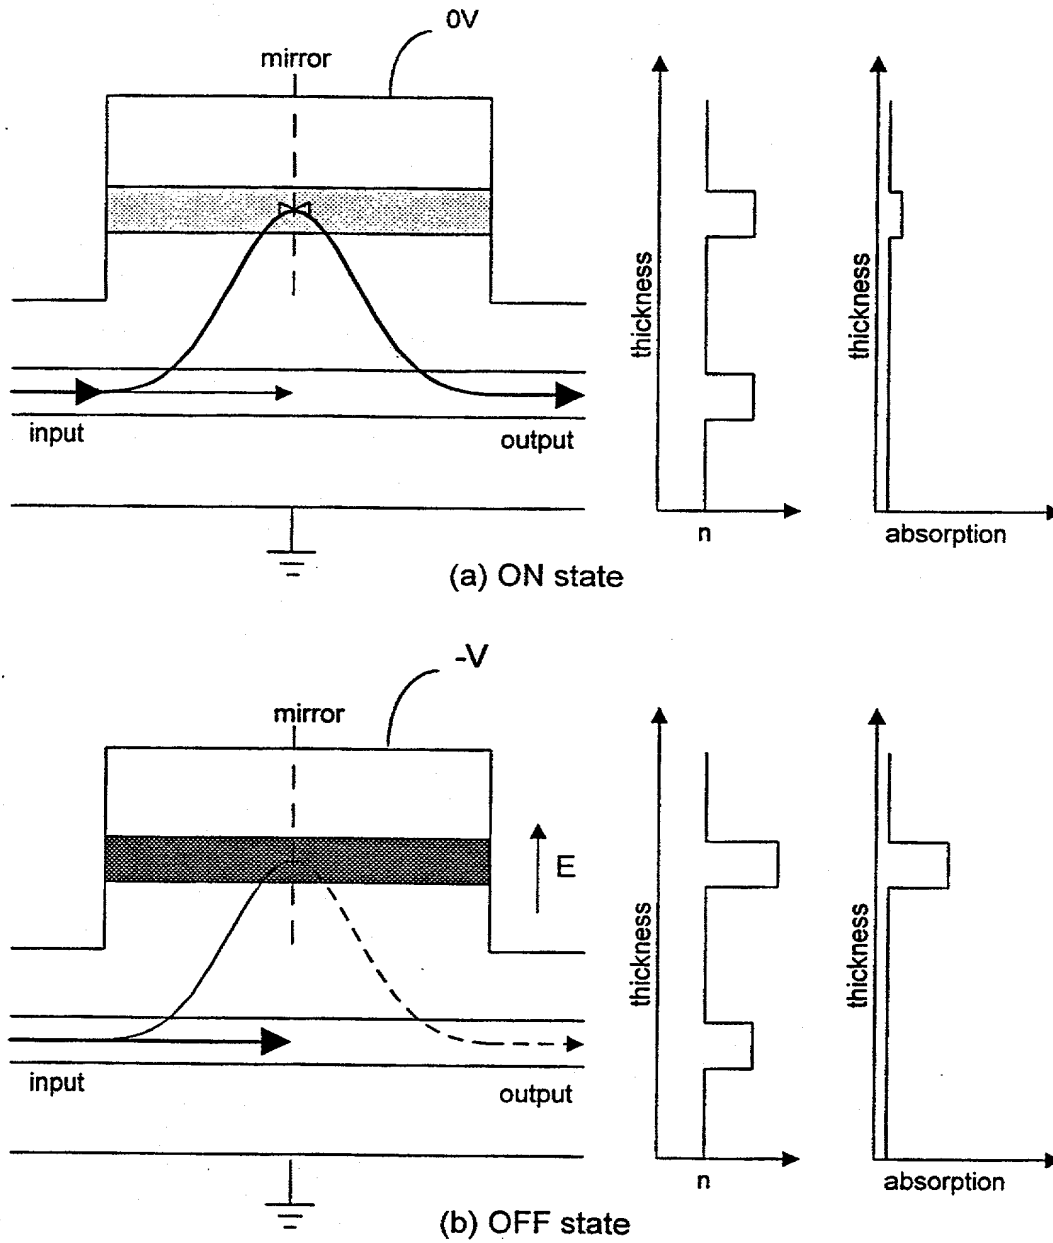 0V
mirror
thickness
thickness
input
output
n
absorption
(a) ON state
-V
mirror
E
thickness
thickness
input
output
n
absorption
(b) OFF state